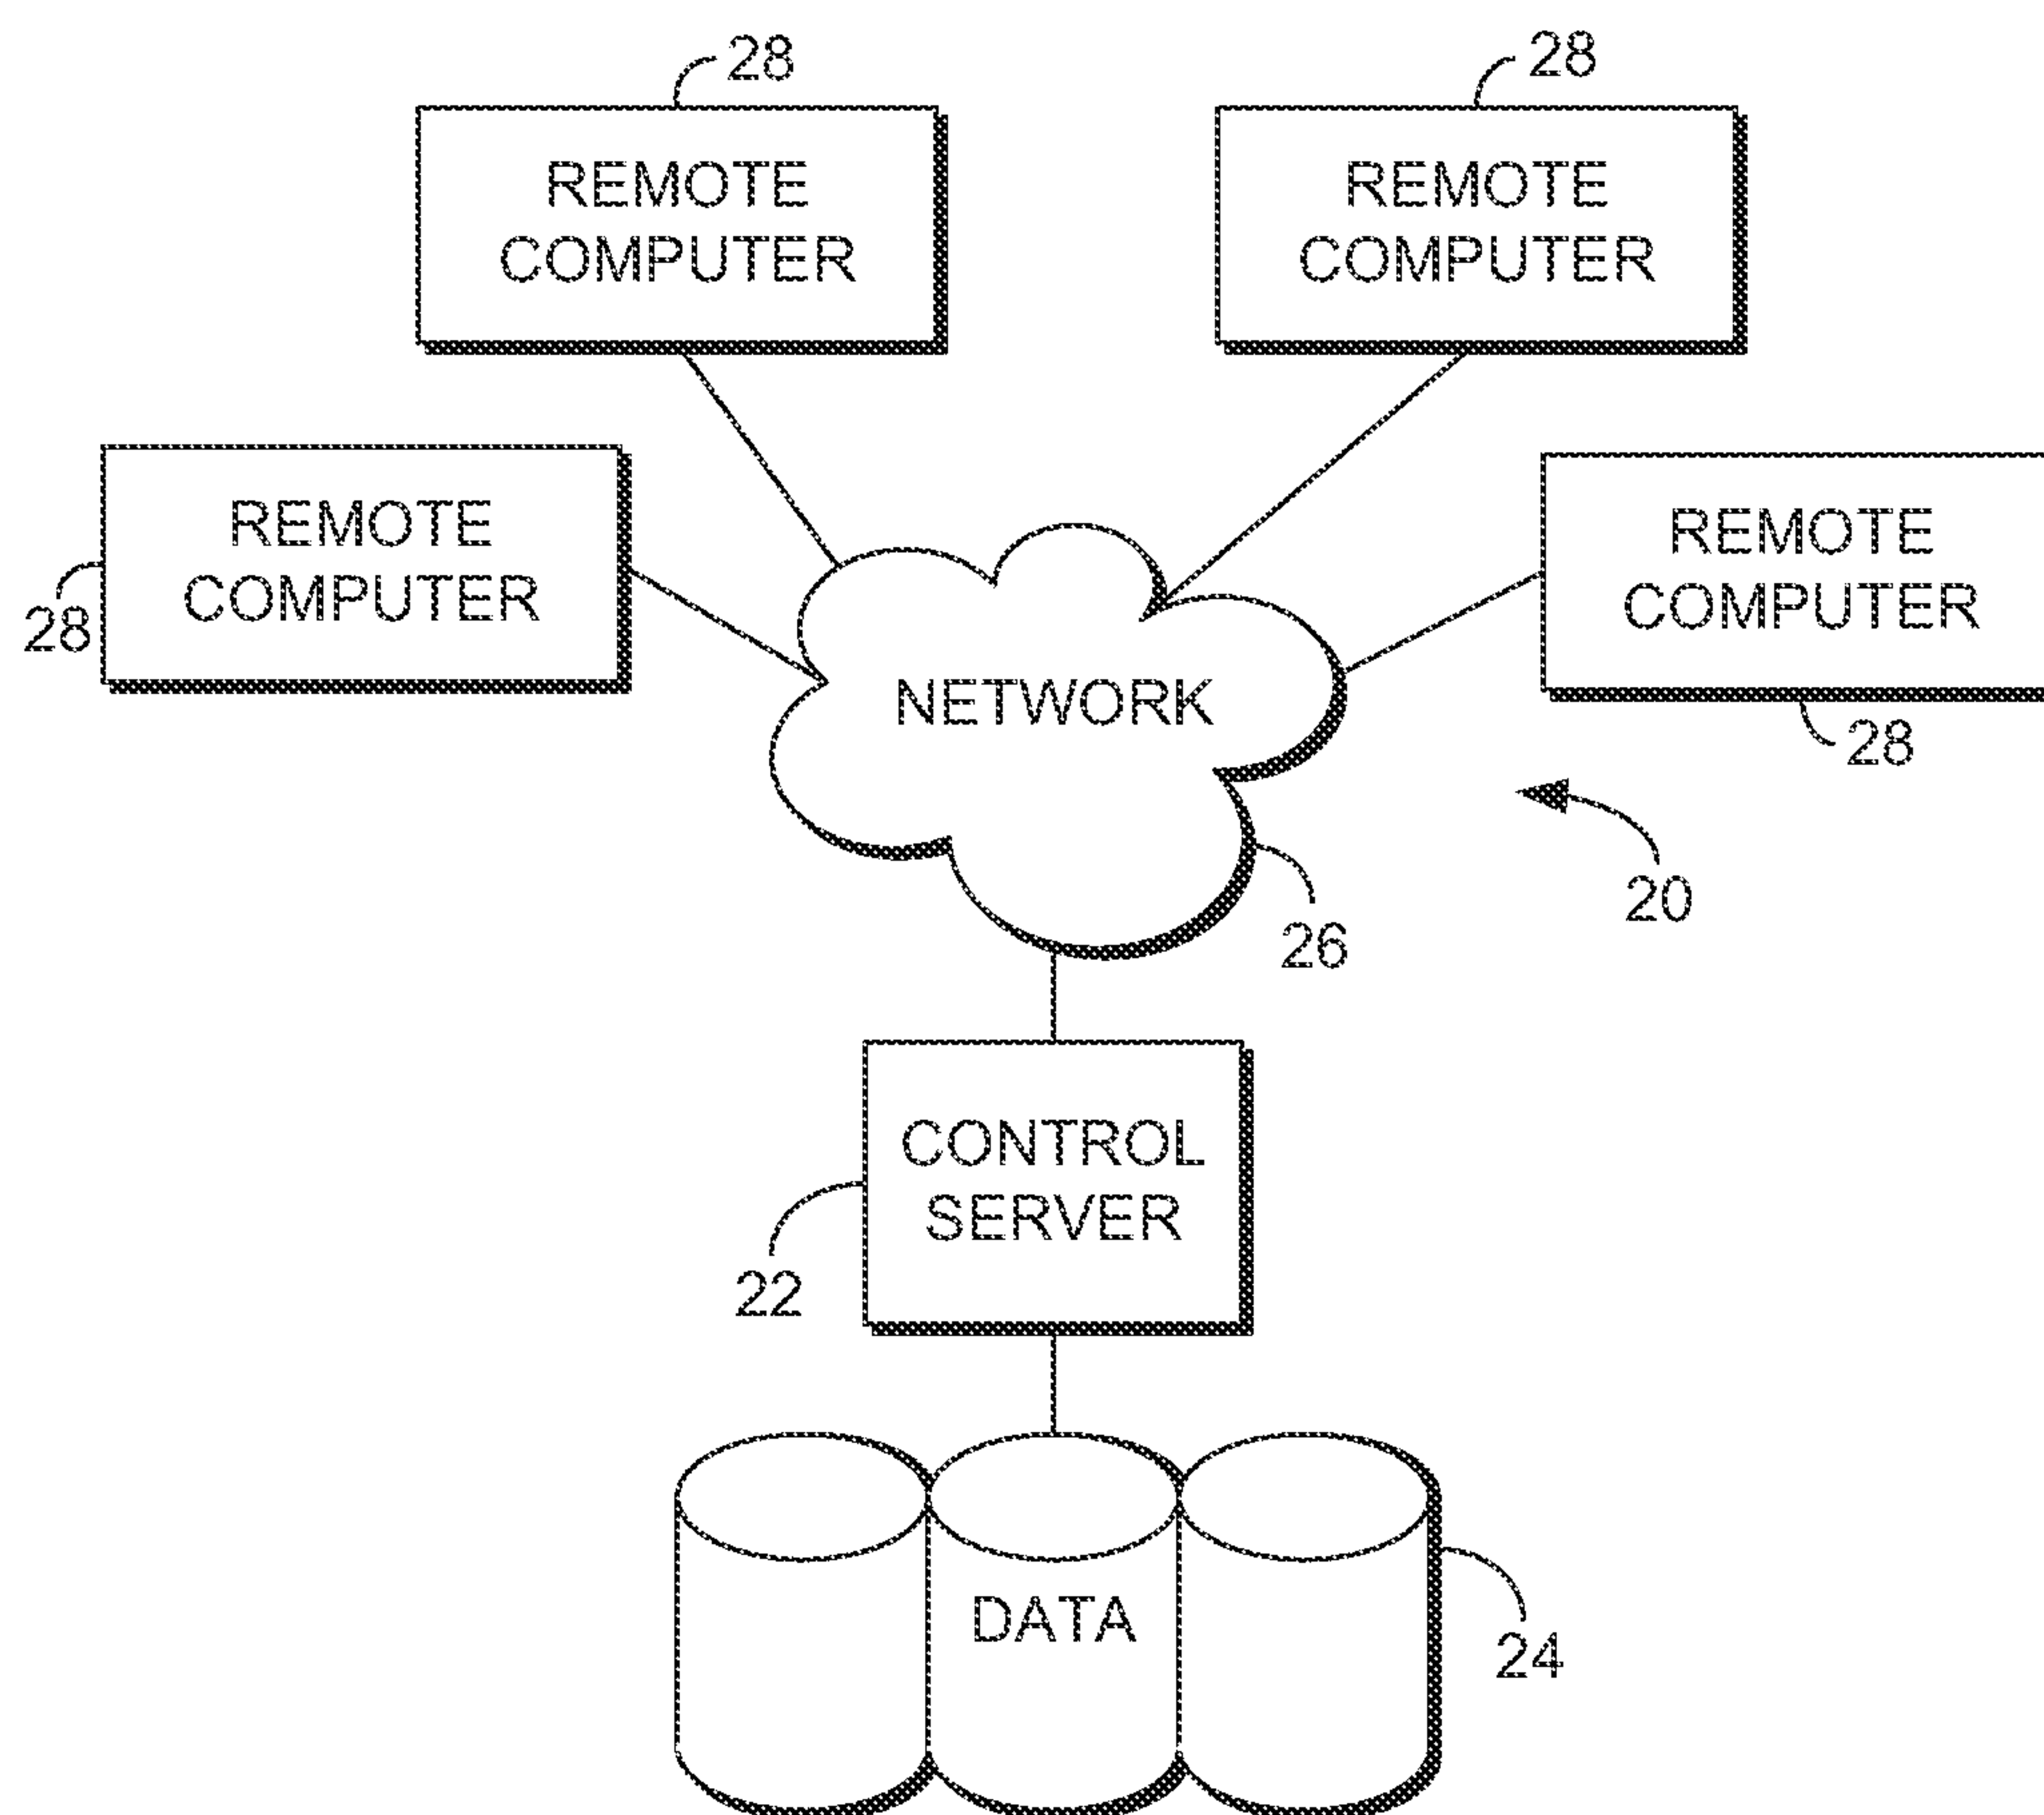 28
28
REMOTE
COMPUTER
REMOTE
COMPUTER
REMOTE
COMPUTER
28
REMOTE
COMPUTER
28
NETWORK
20
26
CONTROL
SERVER
22
DATA
24